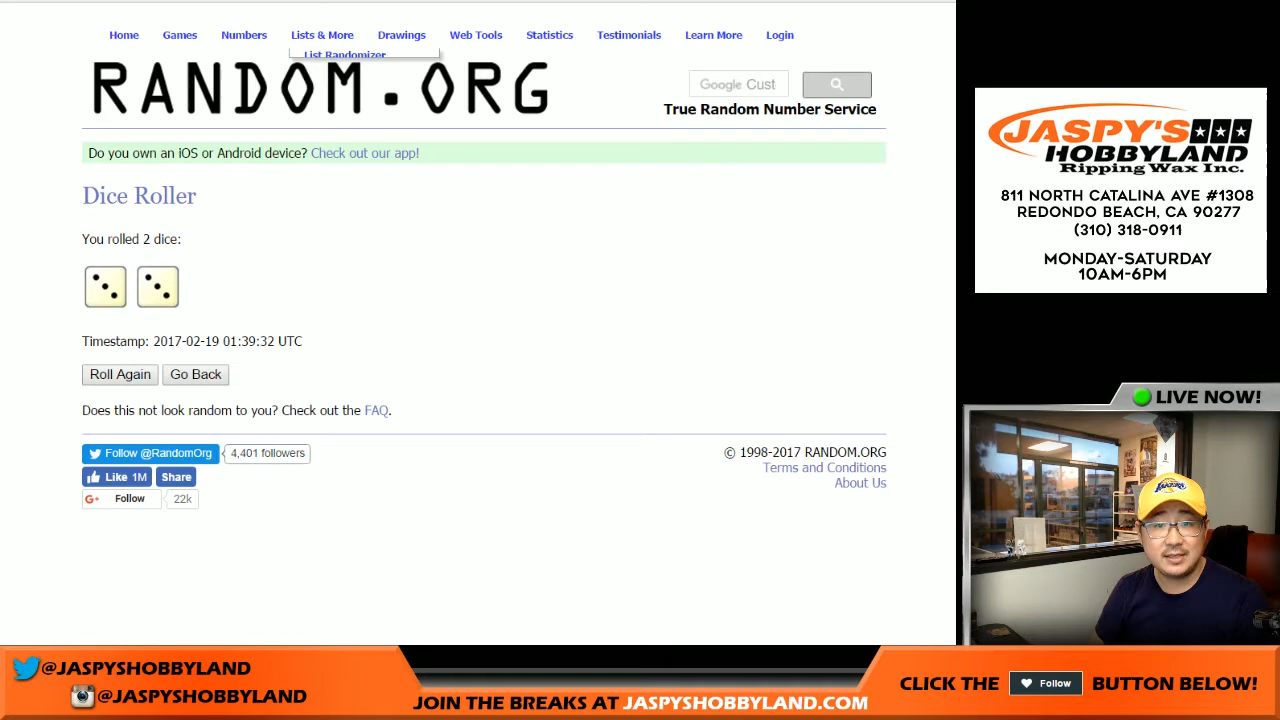 Home Games Numbers Lists & More Drawings Web Tools Statistics Testimonials Learn More Login
List Randomizer
RANDOM.ORG
Google Cust
True Random Number Service
Do you own an iOS or Android device? Check out our app!
Dice Roller
You rolled 2 dice:
Timestamp: 2017-02-19 01:39:32 UTC
Roll Again Go Back
Does this not look random to you? Check out the FAQ.
Follow @RandomOrg 4,401 followers
Like 1M Share
G+ Follow 22k
© 1998-2017 RANDOM.ORG
Terms and Conditions
About Us
JASPY'S
HOBBYLAND
Ripping Wax Inc.
811 NORTH CATALINA AVE #1308
REDONDO BEACH, CA 90277
(310) 318-0911
MONDAY-SATURDAY
10AM-6PM
LIVE NOW!
@JASPYSHOBBYLAND
@JASPYSHOBBYLAND
JOIN THE BREAKS AT JASPYSHOBBYLAND.COM
CLICK THE Follow BUTTON BELOW!